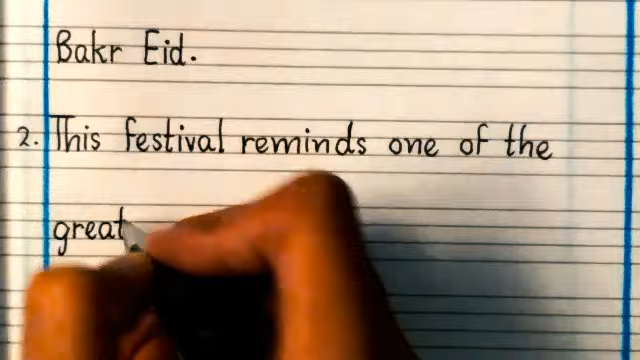 Bakr Eid.
2. This festival reminds one of the
great